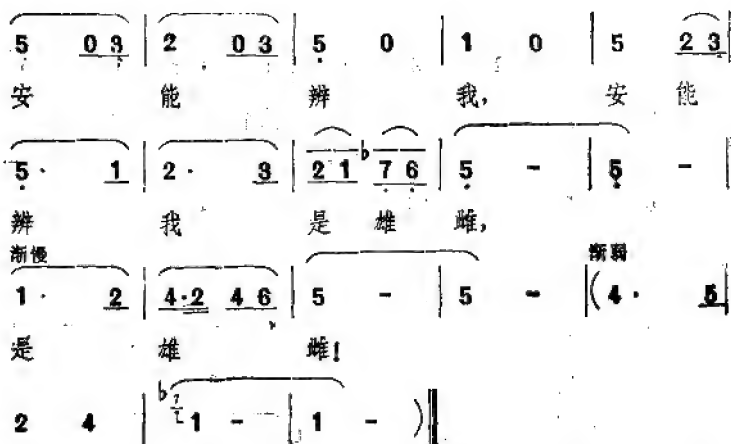 5 0 3 | 2 0 3 | 5 0 | 1 0 | 5 2 3 |
安 能 辨 我, 安 能
5· 1 | 2· 3 | 2 1 ♭7 6 | 5 - | 5 - |
辨 我 是 雄 雌,
渐慢 渐弱
1· 2 | 4·2 4 6 | 5 - | 5 - | (4· 5
是 雄 雌!
2 4 | ♭7 1 - | 1 - )‖